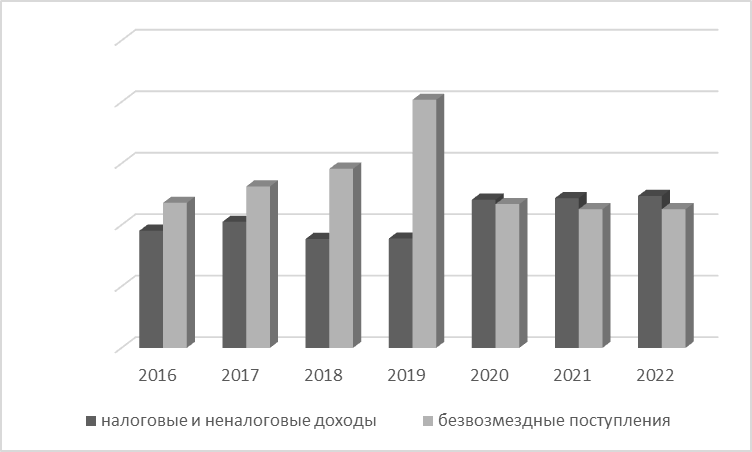 2016 2017 2018 2019 2020 2021 2022
налоговые и неналоговые доходы безвозмездные поступления